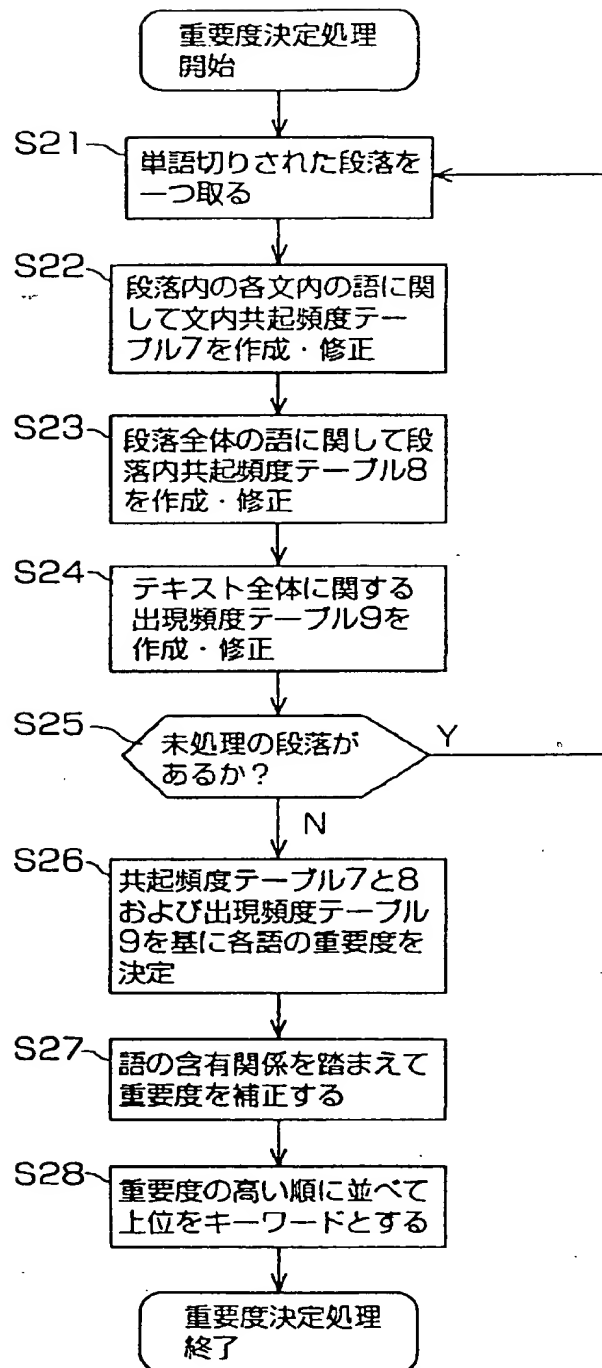 重要度決定処理
開始
S21
単語切りされた段落を
一つ取る
S22
段落内の各文内の語に関
して文内共起頻度テー
ブル7を作成・修正
S23
段落全体の語に関して段
落内共起頻度テーブル8
を作成・修正
S24
テキスト全体に関する
出現頻度テーブル9を
作成・修正
S25
未処理の段落が
あるか？
Y
N
S26
共起頻度テーブル7と8
および出現頻度テーブル
9を基に各語の重要度を
決定
S27
語の含有関係を踏まえて
重要度を補正する
S28
重要度の高い順に並べて
上位をキーワードとする
重要度決定処理
終了